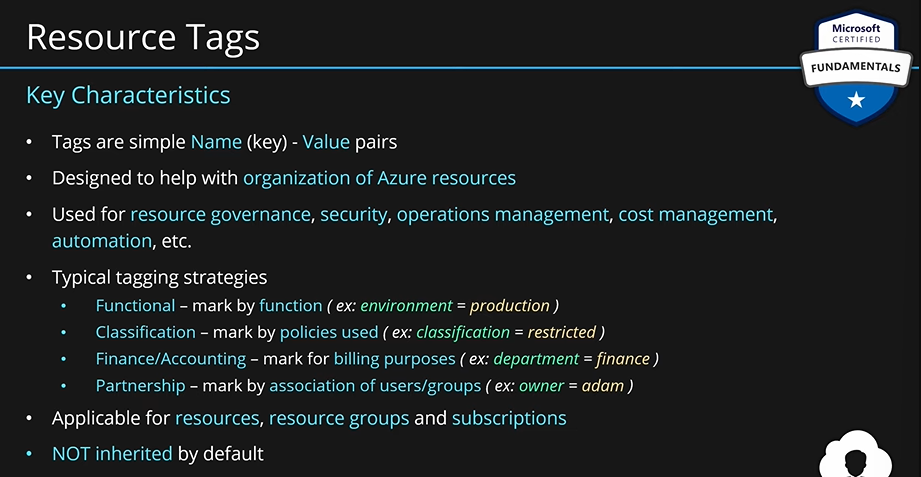 Resource Tags
Microsoft
CERTIFIED
FUNDAMENTALS
Key Characteristics
• Tags are simple Name (key) - Value pairs
• Designed to help with organization of Azure resources
• Used for resource governance, security, operations management, cost management,
automation, etc.
• Typical tagging strategies
• Functional – mark by function ( ex: environment = production )
• Classification – mark by policies used ( ex: classification = restricted )
• Finance/Accounting – mark for billing purposes ( ex: department = finance )
• Partnership – mark by association of users/groups ( ex: owner = adam )
• Applicable for resources, resource groups and subscriptions
• NOT inherited by default